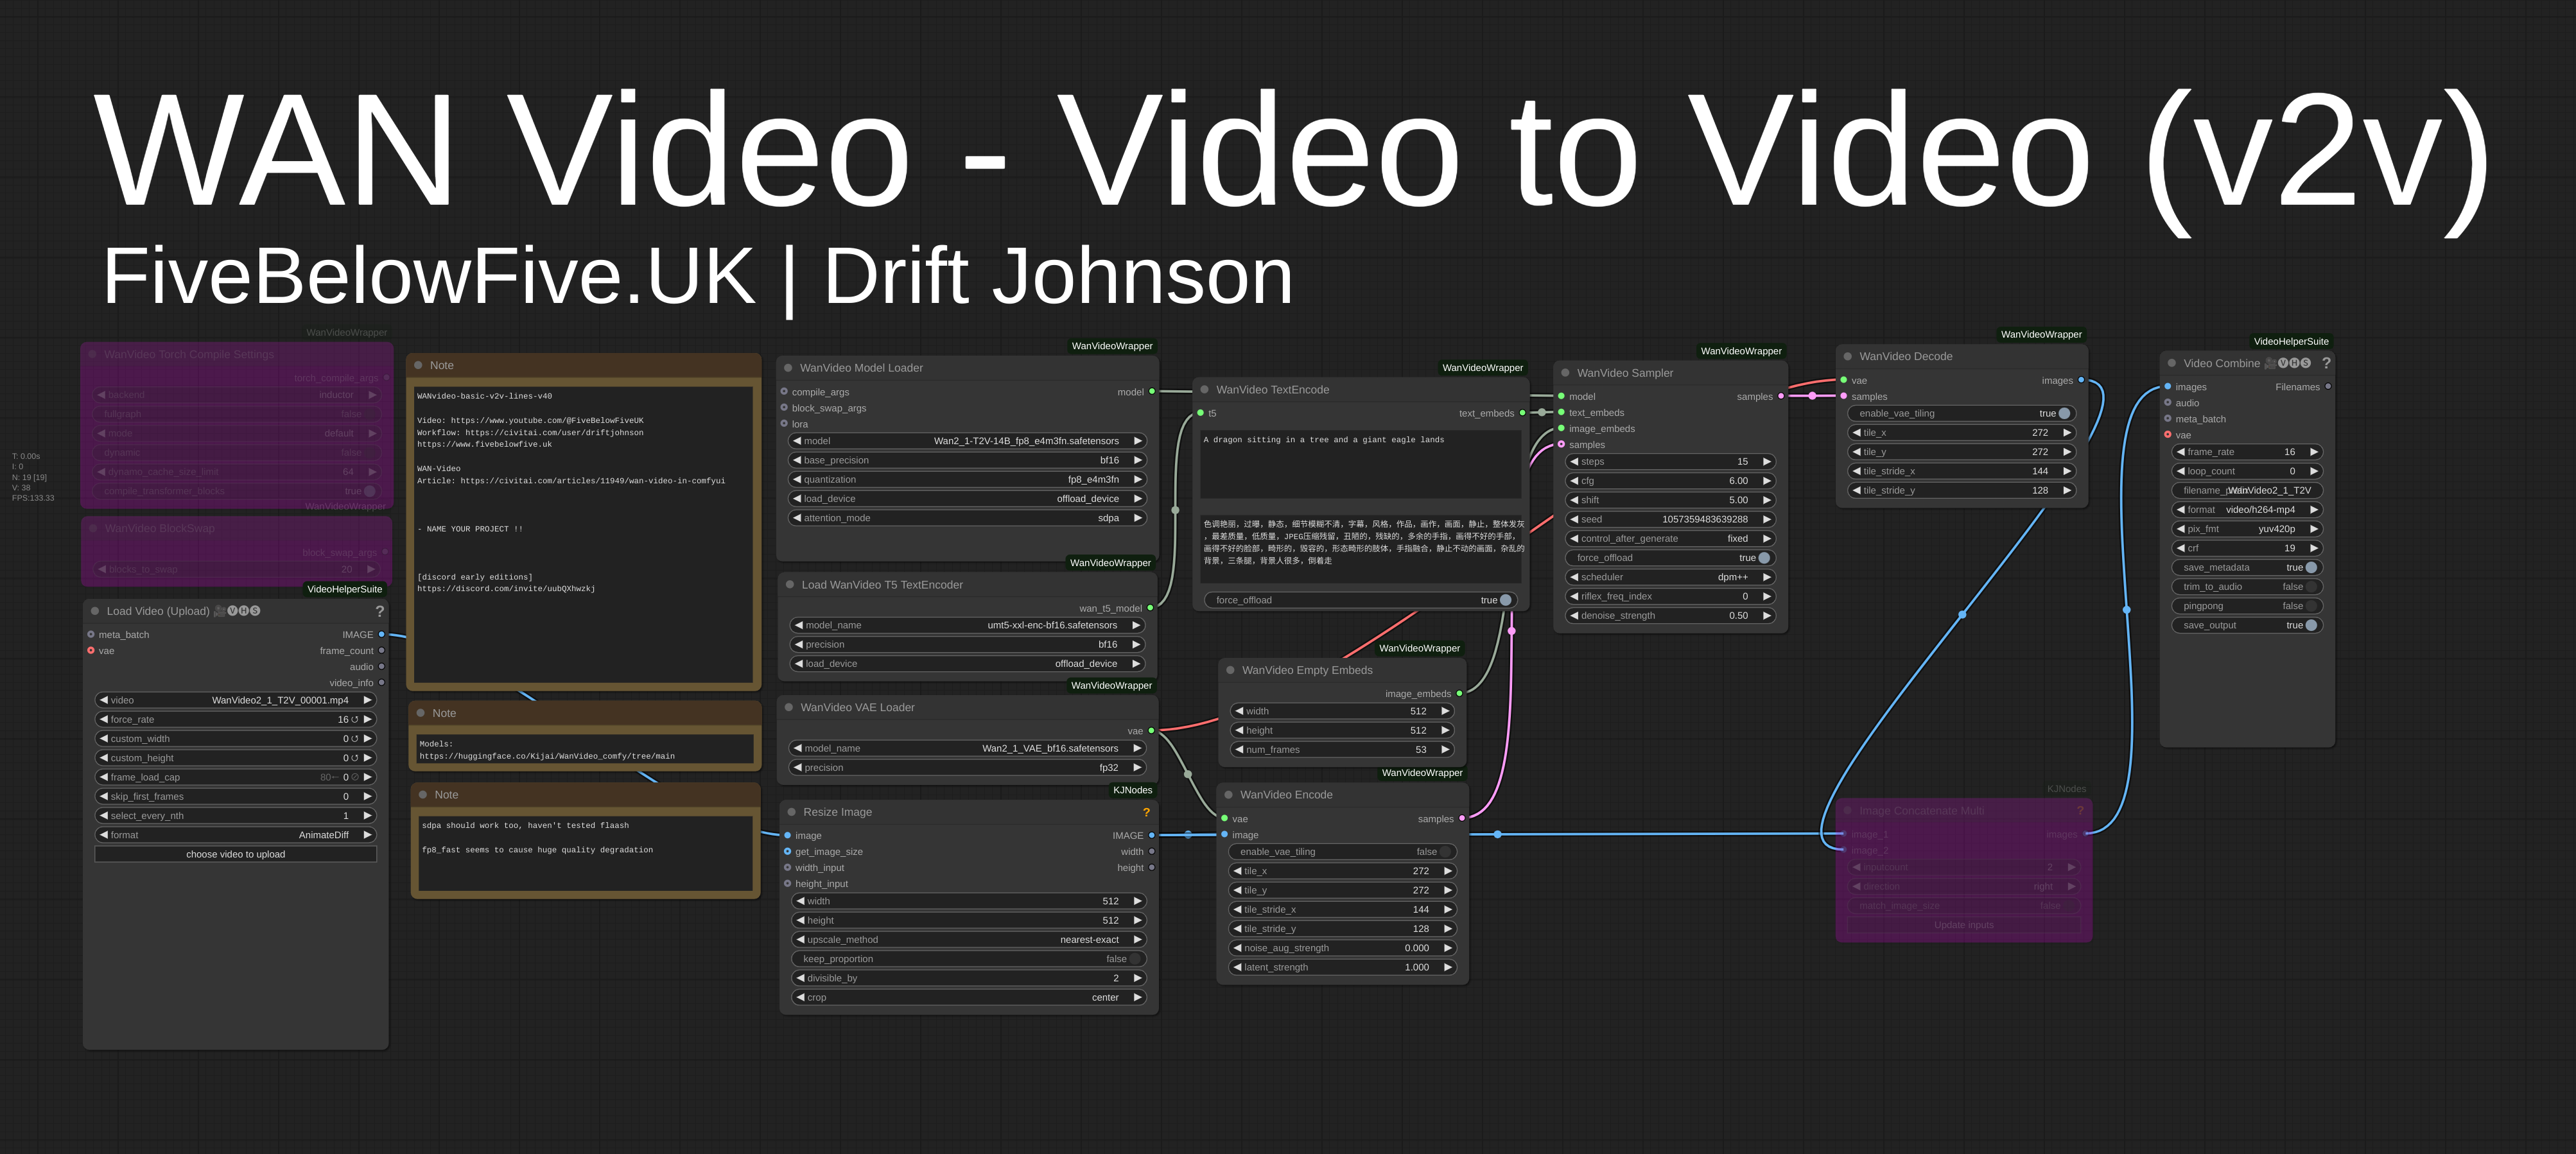 WAN Video - Video to Video (v2v)
FiveBelowFive.UK | Drift Johnson
WanVideoWrapper
WanVideo Torch Compile Settings
torch_compile_args
backend inductor
fullgraph false
mode default
dynamic false
dynamo_cache_size_limit 64
compile_transformer_blocks true
T: 0.00s
I: 0
N: 19 [19]
V: 38
FPS:133.33
WanVideoWrapper
WanVideo BlockSwap
block_swap_args
blocks_to_swap 20
VideoHelperSuite
Load Video (Upload) 🎥🅥🅗🅢 ?
meta_batch IMAGE
vae frame_count
audio
video_info
video WanVideo2_1_T2V_00001.mp4
force_rate 16
custom_width 0
custom_height 0
frame_load_cap 80← 0
skip_first_frames 0
select_every_nth 1
format AnimateDiff
choose video to upload
Note
WANvideo-basic-v2v-lines-v40
Video: https://www.youtube.com/@FiveBelowFiveUK
Workflow: https://civitai.com/user/driftjohnson
https://www.fivebelowfive.uk
WAN-Video
Article: https://civitai.com/articles/11949/wan-video-in-comfyui
- NAME YOUR PROJECT !!
[discord early editions]
https://discord.com/invite/uubQXhwzkj
Note
Models:
https://huggingface.co/Kijai/WanVideo_comfy/tree/main
Note
sdpa should work too, haven't tested flaash
fp8_fast seems to cause huge quality degradation
WanVideoWrapper
WanVideo Model Loader
compile_args model
block_swap_args
lora
model Wan2_1-T2V-14B_fp8_e4m3fn.safetensors
base_precision bf16
quantization fp8_e4m3fn
load_device offload_device
attention_mode sdpa
WanVideoWrapper
Load WanVideo T5 TextEncoder
wan_t5_model
model_name umt5-xxl-enc-bf16.safetensors
precision bf16
load_device offload_device
WanVideoWrapper
WanVideo VAE Loader
vae
model_name Wan2_1_VAE_bf16.safetensors
precision fp32
KJNodes
Resize Image ?
image IMAGE
get_image_size width
width_input height
height_input
width 512
height 512
upscale_method nearest-exact
keep_proportion false
divisible_by 2
crop center
WanVideoWrapper
WanVideo TextEncode
t5 text_embeds
A dragon sitting in a tree and a giant eagle lands
色调艳丽，过曝，静态，细节模糊不清，字幕，风格，作品，画作，画面，静止，整体发灰
，最差质量，低质量，JPEG压缩残留，丑陋的，残缺的，多余的手指，画得不好的手部，
画得不好的脸部，畸形的，毁容的，形态畸形的肢体，手指融合，静止不动的画面，杂乱的
背景，三条腿，背景人很多，倒着走
force_offload true
WanVideoWrapper
WanVideo Empty Embeds
image_embeds
width 512
height 512
num_frames 53
WanVideoWrapper
WanVideo Encode
vae samples
image
enable_vae_tiling false
tile_x 272
tile_y 272
tile_stride_x 144
tile_stride_y 128
noise_aug_strength 0.000
latent_strength 1.000
WanVideoWrapper
WanVideo Sampler
model samples
text_embeds
image_embeds
samples
steps 15
cfg 6.00
shift 5.00
seed 1057359483639288
control_after_generate fixed
force_offload true
scheduler dpm++
riflex_freq_index 0
denoise_strength 0.50
WanVideoWrapper
WanVideo Decode
vae images
samples
enable_vae_tiling true
tile_x 272
tile_y 272
tile_stride_x 144
tile_stride_y 128
KJNodes
Image Concatenate Multi ?
image_1 images
image_2
inputcount 2
direction right
match_image_size false
Update inputs
VideoHelperSuite
Video Combine 🎥🅥🅗🅢 ?
images Filenames
audio
meta_batch
vae
frame_rate 16
loop_count 0
WanVideo2_1_T2V
format video/h264-mp4
pix_fmt yuv420p
crf 19
save_metadata true
trim_to_audio false
pingpong false
save_output true